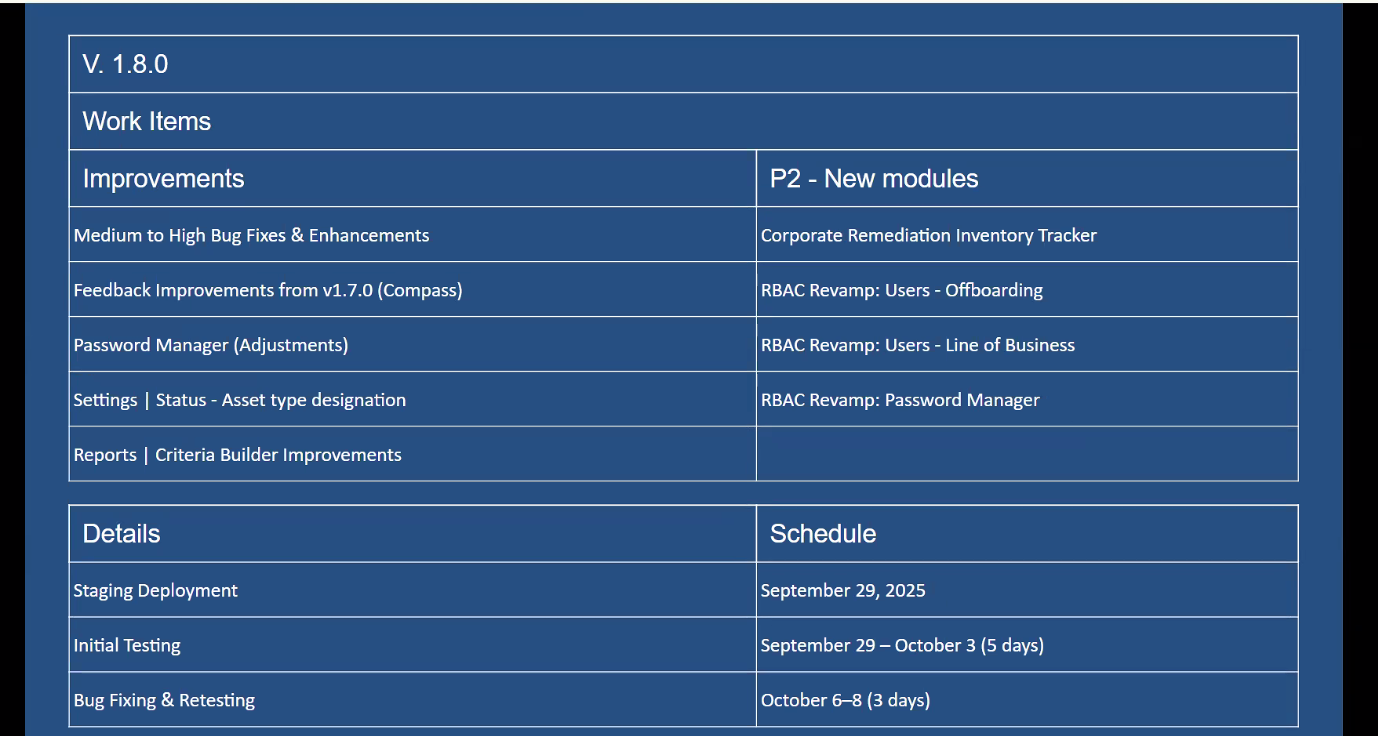 V. 1.8.0
Work Items
Improvements
P2 - New modules
Medium to High Bug Fixes & Enhancements
Corporate Remediation Inventory Tracker
Feedback Improvements from v1.7.0 (Compass)
RBAC Revamp: Users - Offboarding
Password Manager (Adjustments)
RBAC Revamp: Users - Line of Business
Settings | Status - Asset type designation
RBAC Revamp: Password Manager
Reports | Criteria Builder Improvements
Details
Schedule
Staging Deployment
September 29, 2025
Initial Testing
September 29 – October 3 (5 days)
Bug Fixing & Retesting
October 6–8 (3 days)